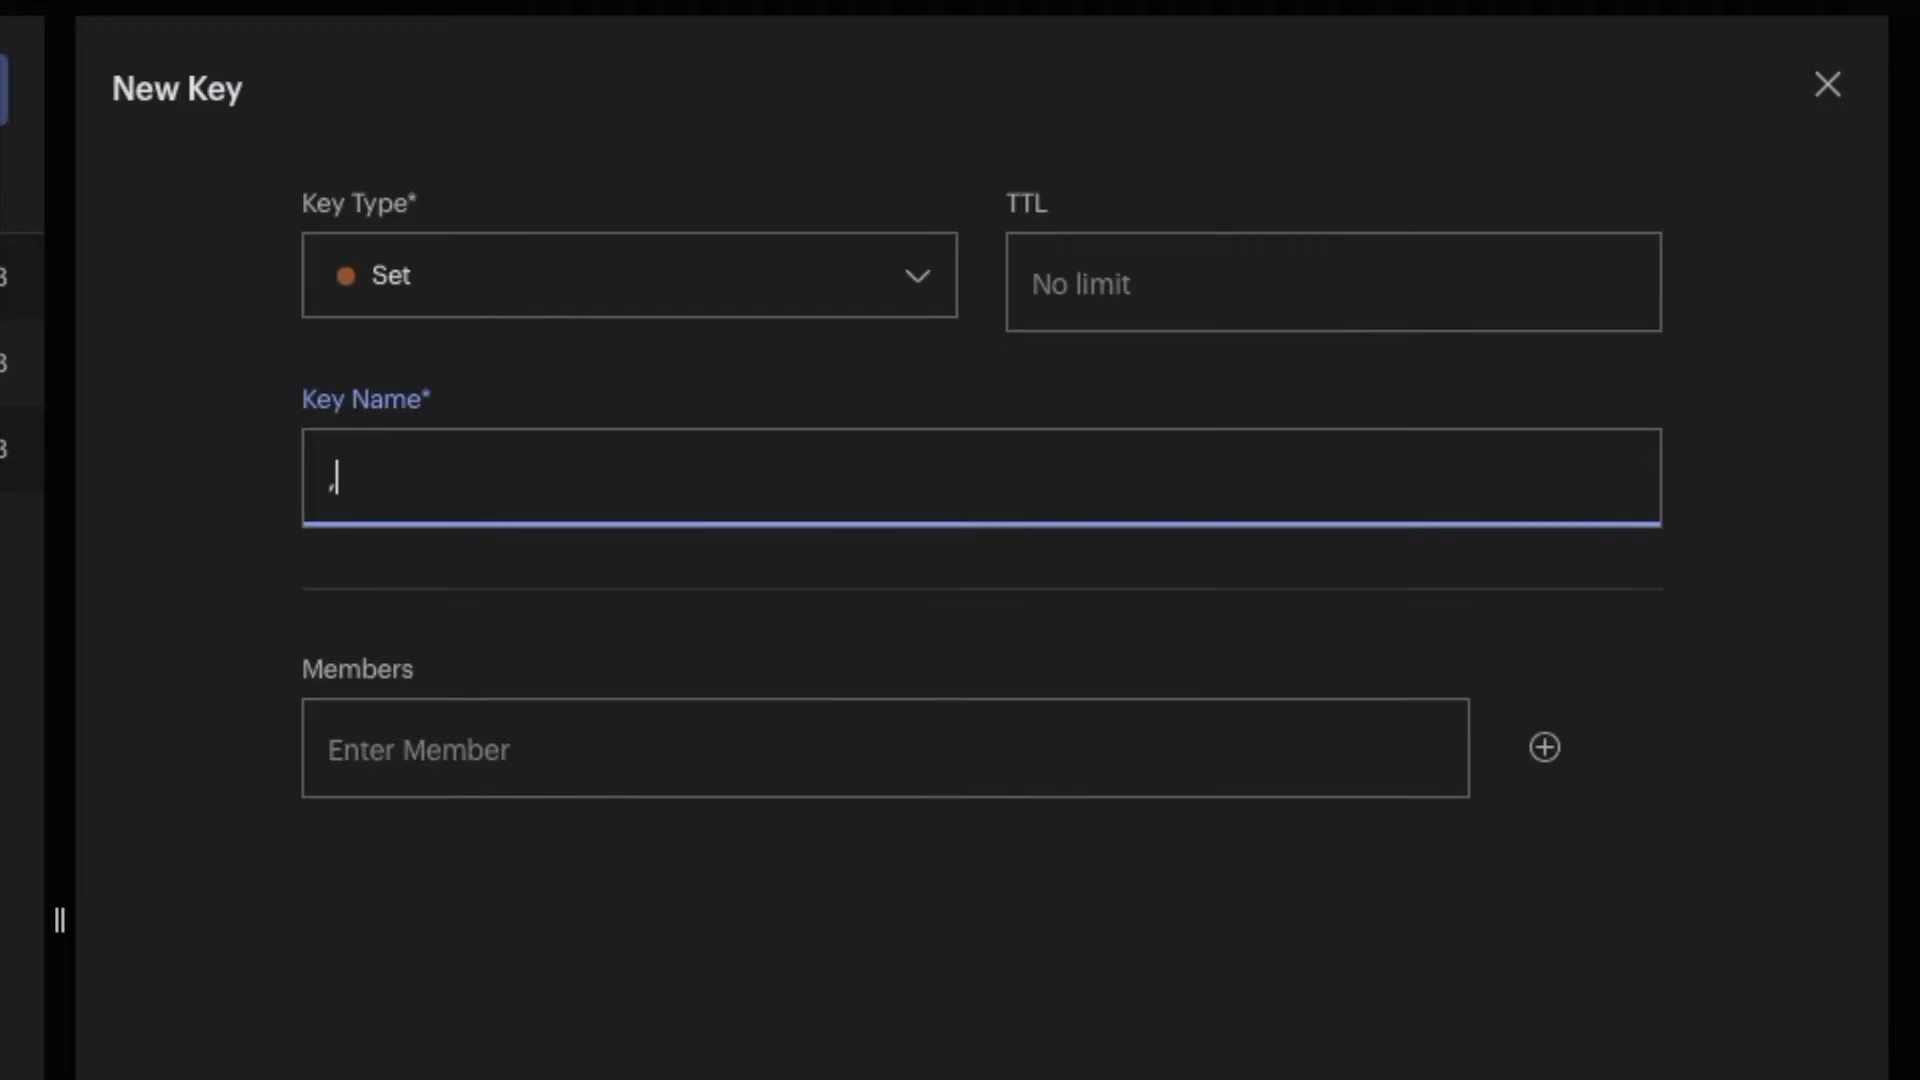 New Key
Key Type*
TTL
Set
No limit
Key Name*
,
Members
Enter Member